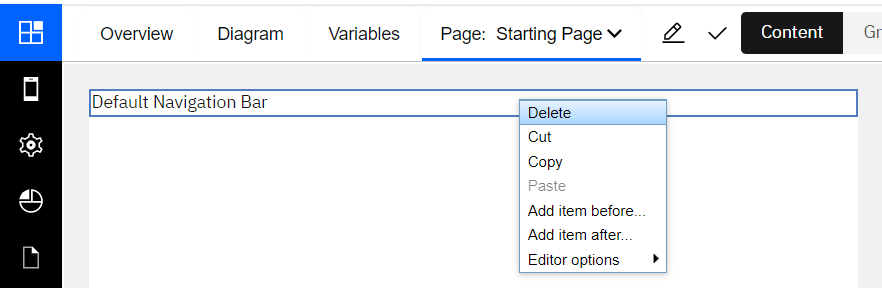 Overview Diagram Variables Page: Starting Page Content Gr
Default Navigation Bar
Delete
Cut
Copy
Paste
Add item before...
Add item after...
Editor options